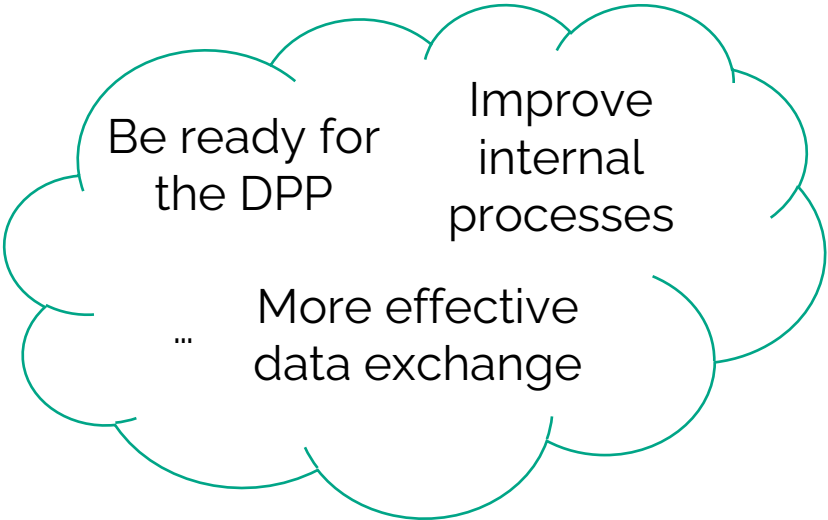 Be ready for
the DPP
Improve
internal
processes
...
More effective
data exchange